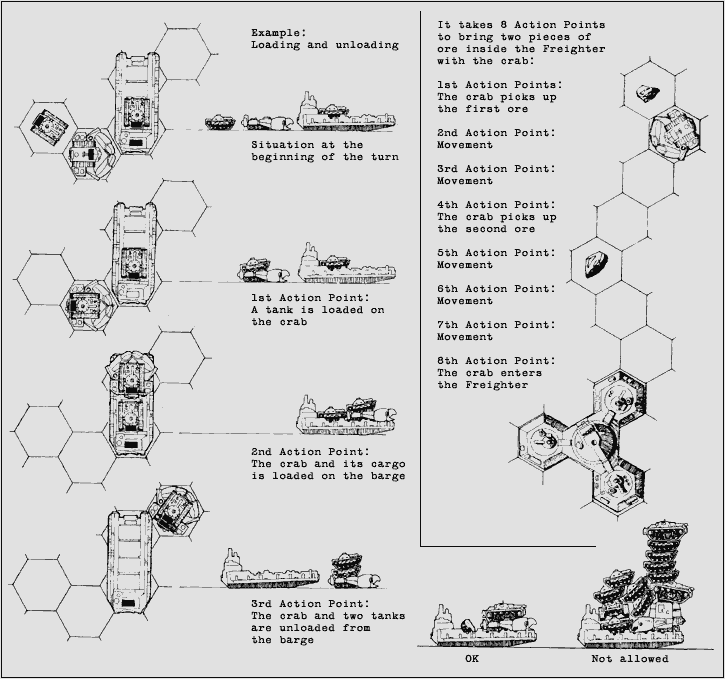 Example:
Loading and unloading
Situation at the
beginning of the turn
1st Action Point:
A tank is loaded on
the crab
2nd Action Point:
The crab and its cargo
is loaded on the barge
3rd Action Point:
The crab and two tanks
are unloaded from
the barge
It takes 8 Action Points
to bring two pieces of
ore inside the Freighter
with the crab:
1st Action Points:
The crab picks up
the first ore
2nd Action Point:
Movement
3rd Action Point:
Movement
4th Action Point:
The crab picks up
the second ore
5th Action Point:
Movement
6th Action Point:
Movement
7th Action Point:
Movement
8th Action Point:
The crab enters
the Freighter
OK
Not allowed